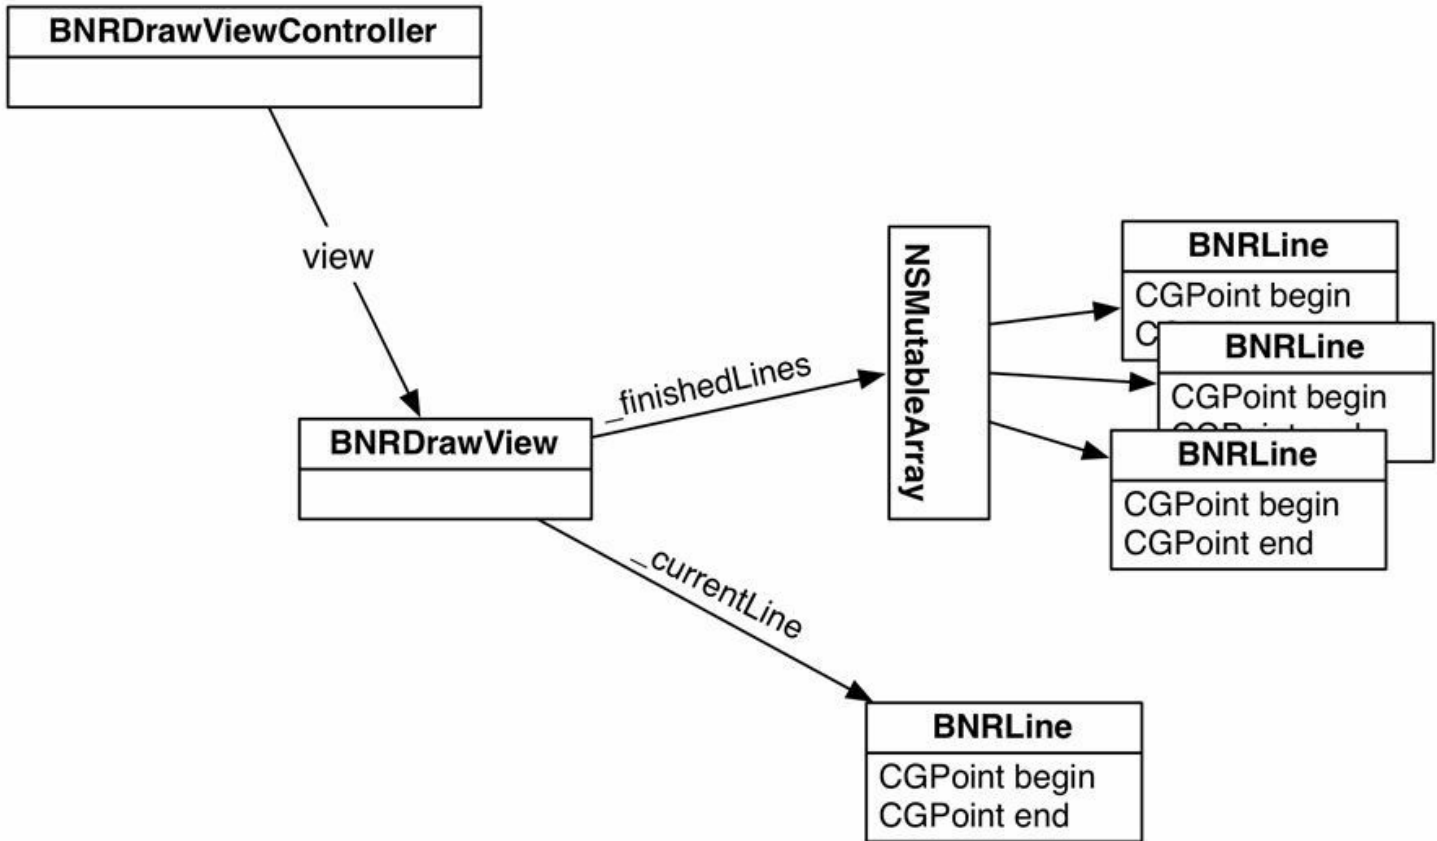 BNRDrawViewController
view
BNRDrawView
_finishedLines
_currentLine
NSMutableArray
BNRLine
CGPoint begin
BNRLine
CGPoint begin
BNRLine
CGPoint begin
CGPoint end
BNRLine
CGPoint begin
CGPoint end